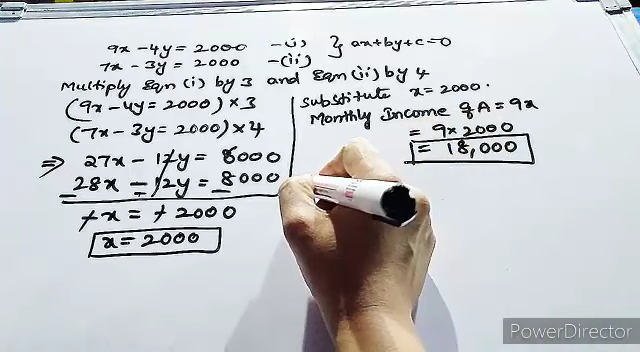 9x - 4y = 2000 - (i)
7x - 3y = 2000 - (ii) } ax+by+c=0
Multiply Eqn (i) by 3 and Eqn (ii) by 4
(9x - 4y = 2000) × 3
(7x - 3y = 2000) × 4
⇒ 27x - 12y = 6000
28x - 12y = 8000
- x = - 2000
x = 2000
Substitute x = 2000.
Monthly Income of A = 9x
= 9 × 2000
= 18,000
PowerDirector